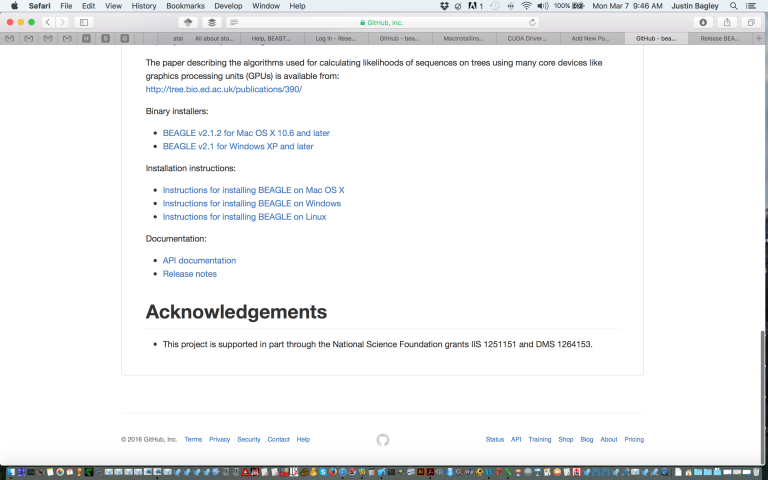 Safari File Edit View History Bookmarks Develop Window Help 1 100% Mon Mar 7 9:46 AM Justin Bagley
GitHub, Inc.
stai All about sta... Help, BEAST... Log In - Rese... GitHub - bea... MacInstallIns... CUDA Driver... Add New Po... GitHub - bea... Release BEA...
The paper describing the algorithms used for calculating likelihoods of sequences on trees using many core devices like
graphics processing units (GPUs) is available from:
http://tree.bio.ed.ac.uk/publications/390/
Binary installers:
• BEAGLE v2.1.2 for Mac OS X 10.6 and later
• BEAGLE v2.1 for Windows XP and later
Installation instructions:
• Instructions for installing BEAGLE on Mac OS X
• Instructions for installing BEAGLE on Windows
• Instructions for installing BEAGLE on Linux
Documentation:
• API documentation
• Release notes
Acknowledgements
• This project is supported in part through the National Science Foundation grants IIS 1251151 and DMS 1264153.
© 2016 GitHub, Inc. Terms Privacy Security Contact Help Status API Training Shop Blog About Pricing